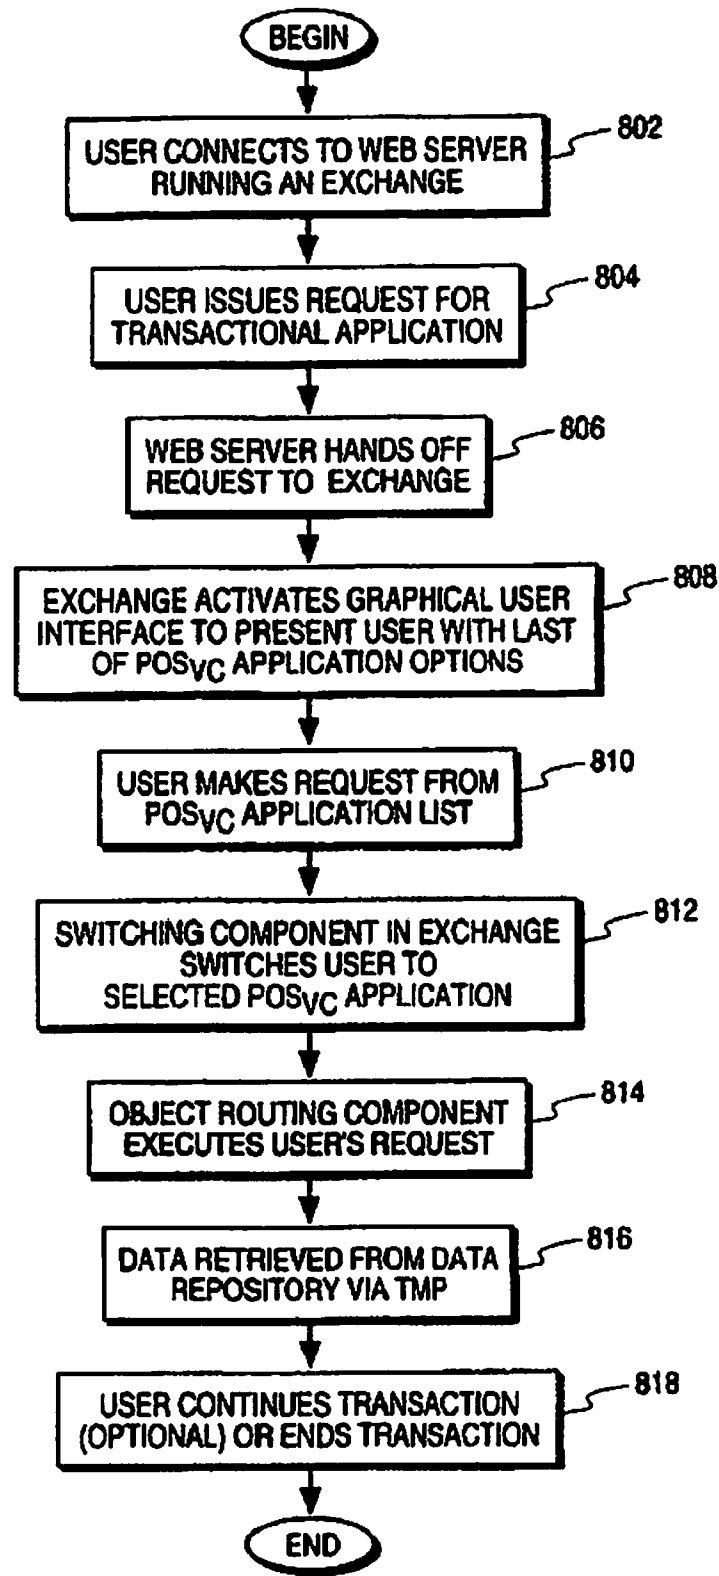 BEGIN
USER CONNECTS TO WEB SERVER
RUNNING AN EXCHANGE
802
USER ISSUES REQUEST FOR
TRANSACTIONAL APPLICATION
804
WEB SERVER HANDS OFF
REQUEST TO EXCHANGE
806
EXCHANGE ACTIVATES GRAPHICAL USER
INTERFACE TO PRESENT USER WITH LAST
OF POSVC APPLICATION OPTIONS
808
USER MAKES REQUEST FROM
POSVC APPLICATION LIST
810
SWITCHING COMPONENT IN EXCHANGE
SWITCHES USER TO
SELECTED POSVC APPLICATION
812
OBJECT ROUTING COMPONENT
EXECUTES USER'S REQUEST
814
DATA RETRIEVED FROM DATA
REPOSITORY VIA TMP
816
USER CONTINUES TRANSACTION
(OPTIONAL) OR ENDS TRANSACTION
818
END